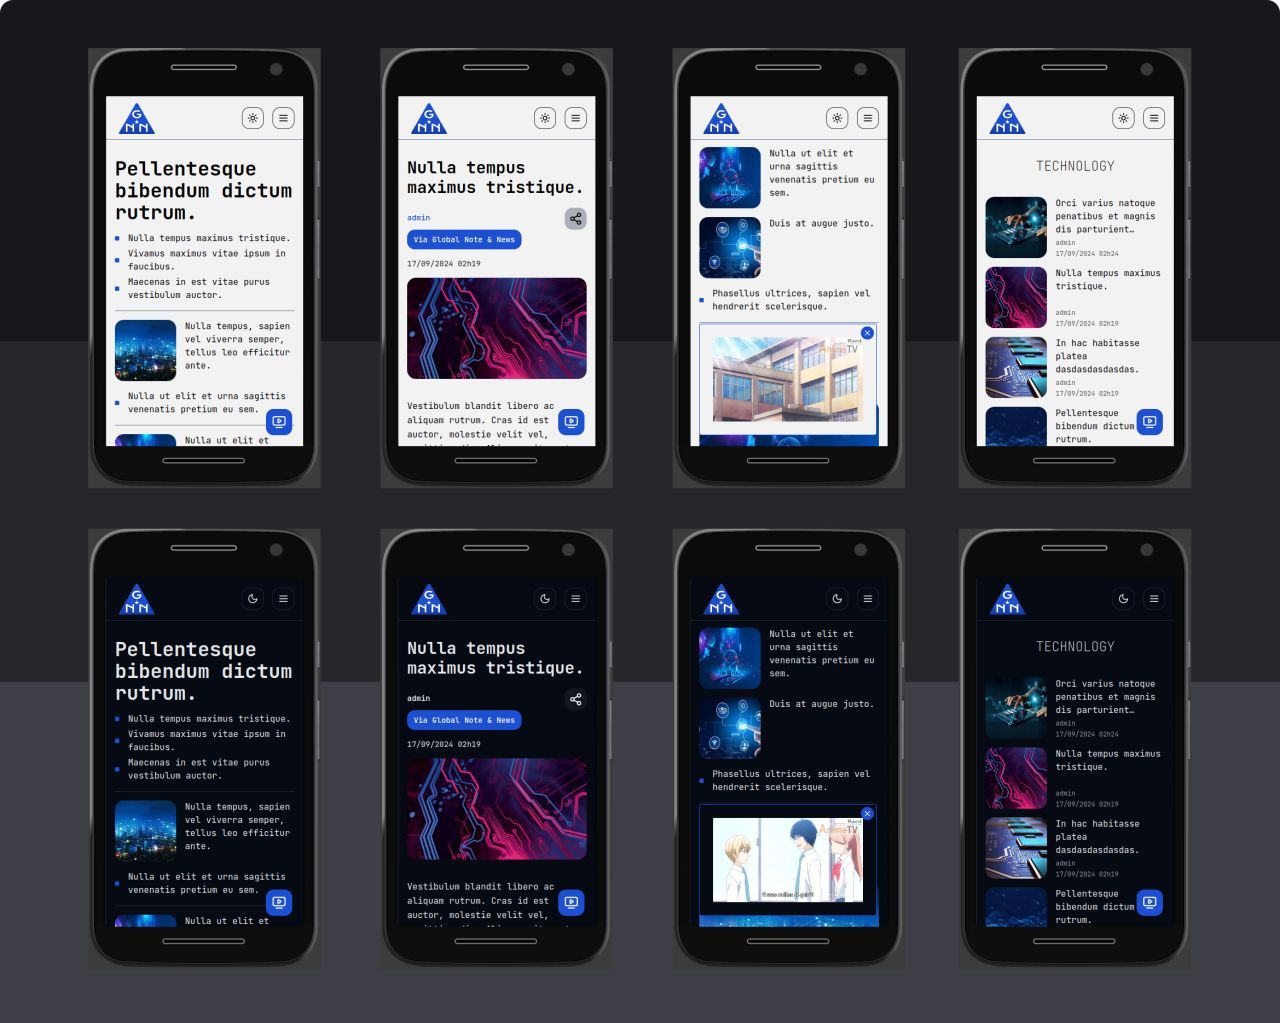 G
N N
Pellentesque
bibendum dictum
rutrum.
Nulla tempus maximus tristique.
Vivamus maximus vitae ipsum in
faucibus.
Maecenas in est vitae purus
vestibulum auctor.
Nulla tempus, sapien
vel viverra semper,
tellus leo efficitur
ante.
Nulla ut elit et urna sagittis
venenatis pretium eu sem.
Nulla ut elit et
G
N N
Nulla tempus
maximus tristique.
admin
Via Global Note & News
17/09/2024 02h19
Vestibulum blandit libero ac
aliquam rutrum. Cras id est
auctor, molestie velit vel,
G
N N
Nulla ut elit et
urna sagittis
venenatis pretium eu
sem.
Duis at augue justo.
Phasellus ultrices, sapien vel
hendrerit scelerisque.
AnimeTV
G
N N
TECHNOLOGY
Orci varius natoque
penatibus et magnis
dis parturient…
admin
17/09/2024 02h24
Nulla tempus maximus
tristique.
admin
17/09/2024 02h19
In hac habitasse
platea
dasdasdasdasdas.
admin
17/09/2024 02h19
Pellentesque
bibendum dictum
rutrum.
G
N N
Pellentesque
bibendum dictum
rutrum.
Nulla tempus maximus tristique.
Vivamus maximus vitae ipsum in
faucibus.
Maecenas in est vitae purus
vestibulum auctor.
Nulla tempus, sapien
vel viverra semper,
tellus leo efficitur
ante.
Nulla ut elit et urna sagittis
venenatis pretium eu sem.
Nulla ut elit et
G
N N
Nulla tempus
maximus tristique.
admin
Via Global Note & News
17/09/2024 02h19
Vestibulum blandit libero ac
aliquam rutrum. Cras id est
auctor, molestie velit vel,
G
N N
Nulla ut elit et
urna sagittis
venenatis pretium eu
sem.
Duis at augue justo.
Phasellus ultrices, sapien vel
hendrerit scelerisque.
AnimeTV
G
N N
TECHNOLOGY
Orci varius natoque
penatibus et magnis
dis parturient…
admin
17/09/2024 02h24
Nulla tempus maximus
tristique.
admin
17/09/2024 02h19
In hac habitasse
platea
dasdasdasdasdas.
admin
17/09/2024 02h19
Pellentesque
bibendum dictum
rutrum.